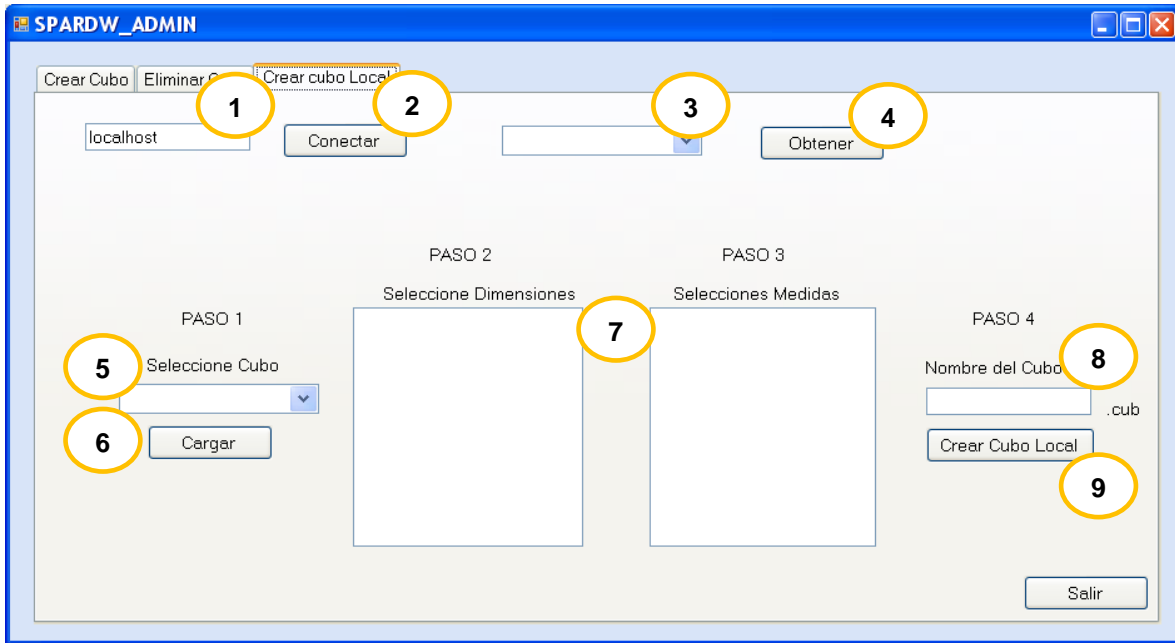 SPARDW_ADMIN
Crear Cubo
Eliminar C
Crear cubo Local
1
2
3
4
localhost
Conectar
Obtener
PASO 2
PASO 3
Seleccione Dimensiones
Selecciones Medidas
PASO 1
7
PASO 4
5
Seleccione Cubo
8
Nombre del Cubo
.cub
6
Cargar
Crear Cubo Local
9
Salir